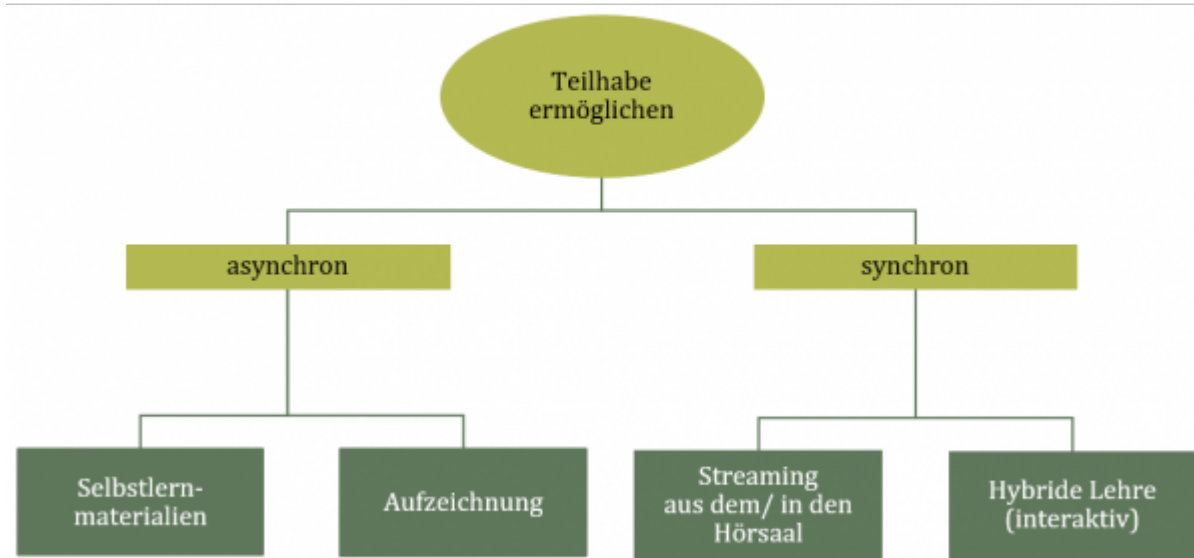 Teilhabe
ermöglichen
asynchron
synchron
Selbstlern-
materialien
Aufzeichnung
Streaming
aus dem/ in den
Hörsaal
Hybride Lehre
(interaktiv)